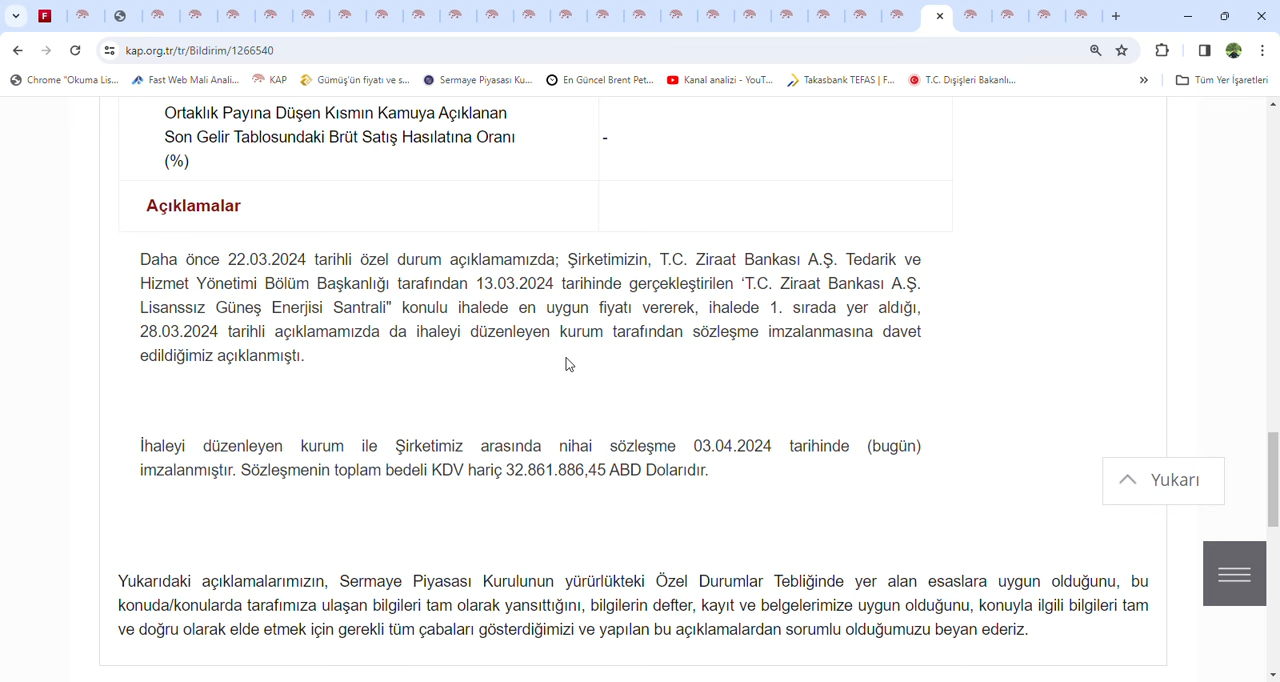 kap.org.tr/tr/Bildirim/1266540
Chrome "Okuma Lis...
Fast Web Mali Anali...
KAP
Gümüş'ün fiyatı ve s...
Sermaye Piyasası Ku...
En Güncel Brent Pet...
Kanal analizi - YouT...
Takasbank TEFAS | F...
T.C. Dışişleri Bakanlı...
Tüm Yer İşaretleri
Ortaklık Payına Düşen Kısmın Kamuya Açıklanan
Son Gelir Tablosundaki Brüt Satış Hasılatına Oranı
(%)
-
Açıklamalar
Daha önce 22.03.2024 tarihli özel durum açıklamamızda; Şirketimizin, T.C. Ziraat Bankası A.Ş. Tedarik ve
Hizmet Yönetimi Bölüm Başkanlığı tarafından 13.03.2024 tarihinde gerçekleştirilen ‘T.C. Ziraat Bankası A.Ş.
Lisanssız Güneş Enerjisi Santrali" konulu ihalede en uygun fiyatı vererek, ihalede 1. sırada yer aldığı,
28.03.2024 tarihli açıklamamızda da ihaleyi düzenleyen kurum tarafından sözleşme imzalanmasına davet
edildiğimiz açıklanmıştı.
İhaleyi düzenleyen kurum ile Şirketimiz arasında nihai sözleşme 03.04.2024 tarihinde (bugün)
imzalanmıştır. Sözleşmenin toplam bedeli KDV hariç 32.861.886,45 ABD Dolarıdır.
Yukarı
Yukarıdaki açıklamalarımızın, Sermaye Piyasası Kurulunun yürürlükteki Özel Durumlar Tebliğinde yer alan esaslara uygun olduğunu, bu
konuda/konularda tarafımıza ulaşan bilgileri tam olarak yansıttığını, bilgilerin defter, kayıt ve belgelerimize uygun olduğunu, konuyla ilgili bilgileri tam
ve doğru olarak elde etmek için gerekli tüm çabaları gösterdiğimizi ve yapılan bu açıklamalardan sorumlu olduğumuzu beyan ederiz.